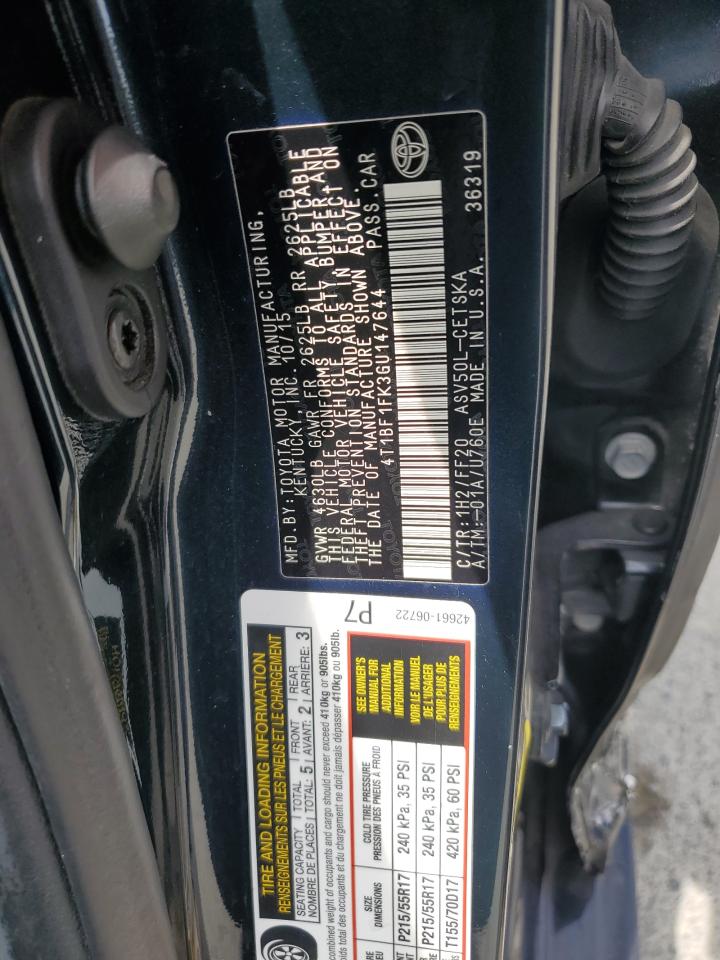 MFD.BY:TOYOTA MOTOR MANUFACTURING,
KENTUCKY, INC. 10/15
GVWR 4630LB GAWR FR 2625LB RR 2625LB
THIS VEHICLE CONFORMS TO ALL APPLICABLE
FEDERAL MOTOR VEHICLE SAFETY, BUMPER, AND
THEFT PREVENTION STANDARDS IN EFFECT ON
THE DATE OF MANUFACTURE SHOWN ABOVE.
4T1BF1FK3GU147644 PASS.CAR
C/TR:1H2/FF20 ASV50L-CETSKA 36319
A/TM:-01A/U760E MADE IN U.S.A.
TIRE AND LOADING INFORMATION
RENSEIGNEMENTS SUR LES PNEUS ET LE CHARGEMENT
P7
42661-06722
SEATING CAPACITY | TOTAL | FRONT | REAR
NOMBRE DE PLACES | TOTAL: 5 | AVANT: 2 | ARRIÈRE: 3
combined weight of occupants and cargo should never exceed 410kg or 905lbs.
total des occupants et du chargement ne doit jamais dépasser 410kg ou 905lb.
SIZE
DIMENSIONS
COLD TIRE PRESSURE
PRESSION DES PNEUS À FROID
P215/55R17 240 kPa, 35 PSI
P215/55R17 240 kPa, 35 PSI
T155/70D17 420 kPa, 60 PSI
SEE OWNER'S
MANUAL FOR
ADDITIONAL
INFORMATION
VOIR LE MANUEL
DE L'USAGER
POUR PLUS DE
RENSEIGNEMENTS